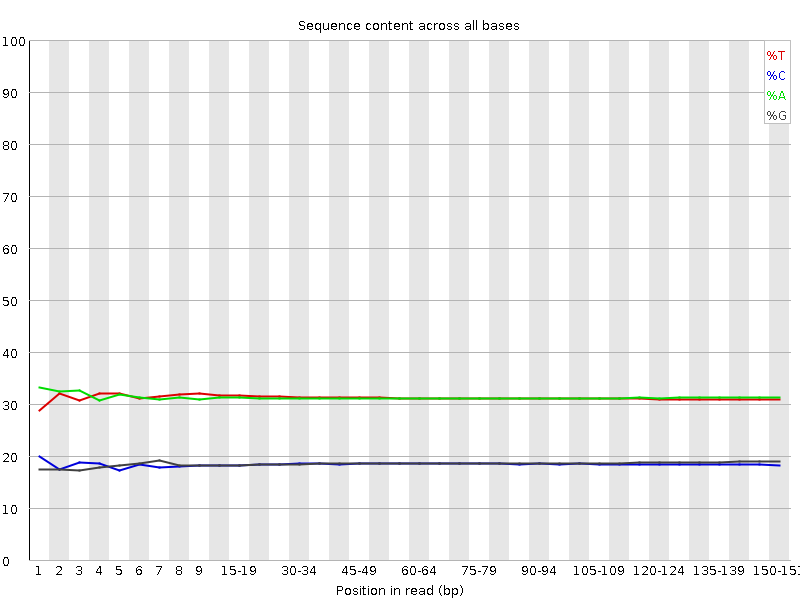 Sequence content across all bases
100
90
80
70
60
50
40
30
20
10
0
%T
%C
%A
%G
1 2 3 4 5 6 7 8 9 15-19 30-34 45-49 60-64 75-79 90-94 105-109 120-124 135-139 150-151
Position in read (bp)